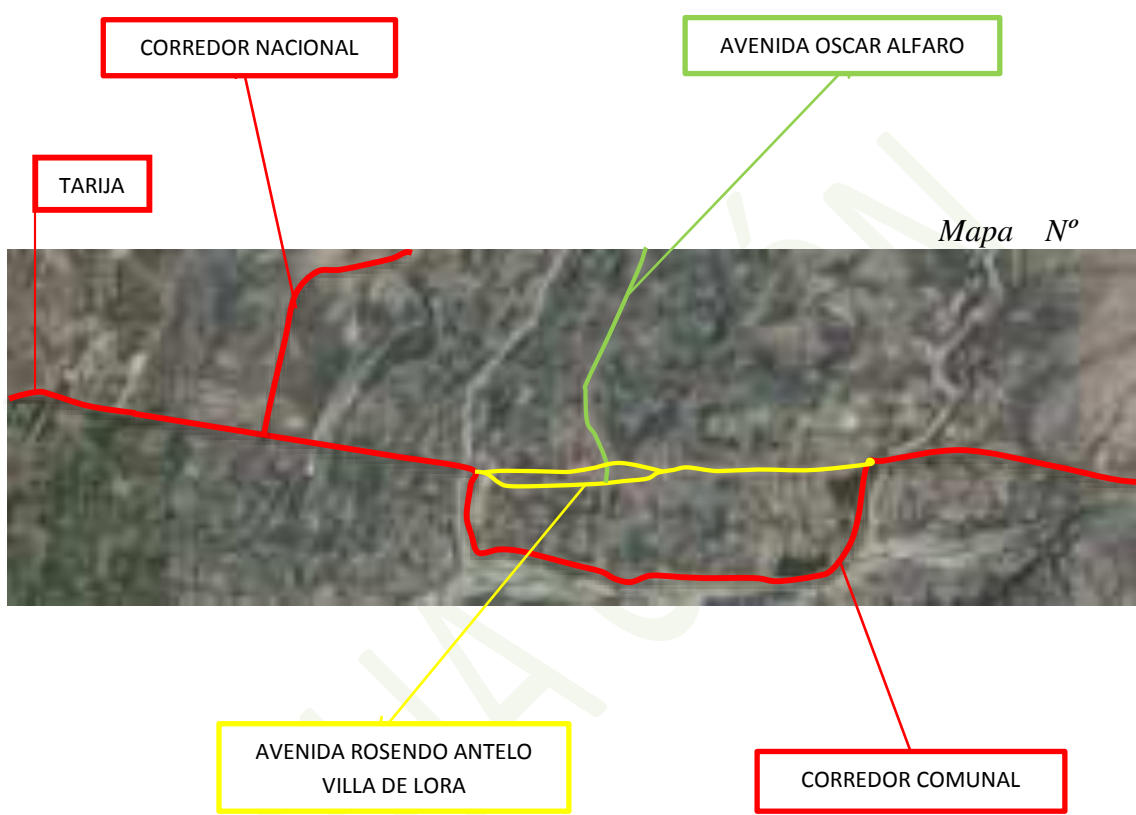 CORREDOR NACIONAL
AVENIDA OSCAR ALFARO
TARIJA
Mapa Nº
AVENIDA ROSENDO ANTELO
VILLA DE LORA
CORREDOR COMUNAL